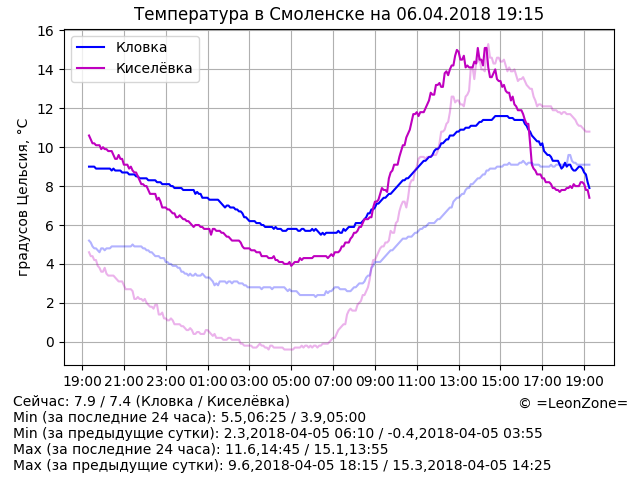 Температура в Смоленске на 06.04.2018 19:15
Кловка
Киселёвка
градусов Цельсия, °C
16
14
12
10
8
6
4
2
0
19:00 21:00 23:00 01:00 03:00 05:00 07:00 09:00 11:00 13:00 15:00 17:00 19:00
Сейчас: 7.9 / 7.4 (Кловка / Киселёвка)
© =LeonZone=
Min (за последние 24 часа): 5.5,06:25 / 3.9,05:00
Min (за предыдущие сутки): 2.3,2018-04-05 06:10 / -0.4,2018-04-05 03:55
Max (за последние 24 часа): 11.6,14:45 / 15.1,13:55
Max (за предыдущие сутки): 9.6,2018-04-05 18:15 / 15.3,2018-04-05 14:25